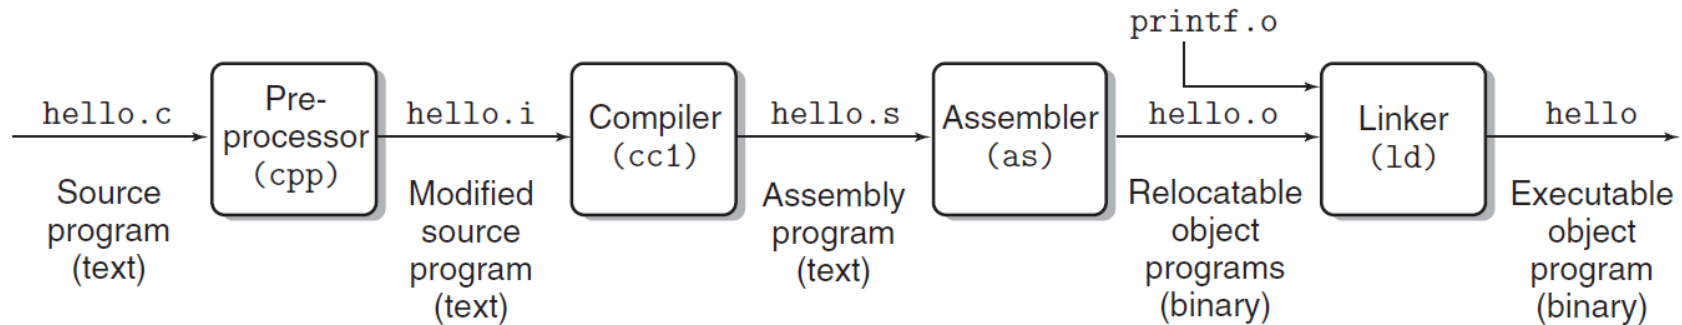 printf.o
hello.c
Pre-
processor
(cpp)
hello.i
Compiler
(cc1)
hello.s
Assembler
(as)
hello.o
Linker
(ld)
hello
Source
program
(text)
Modified
source
program
(text)
Assembly
program
(text)
Relocatable
object
programs
(binary)
Executable
object
program
(binary)